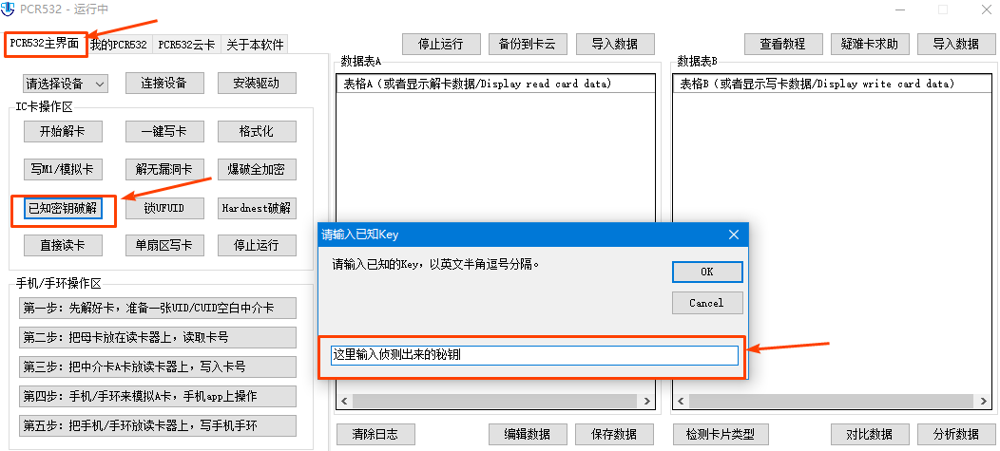 PCR532 - 运行中
PCR532主界面 我的PCR532 PCR532云卡 关于本软件
请选择设备 连接设备 安装驱动
IC卡操作区
开始解卡 一键写卡 格式化
写M1/模拟卡 解无漏洞卡 爆破全加密
已知密钥破解 锁UFUID Hardnest破解
直接读卡 单扇区写卡 停止运行
手机/手环操作区
第一步：先解好卡，准备一张UID/CUID空白中介卡
第二步：把母卡放在读卡器上，读取卡号
第三步：把中介卡A卡放读卡器上，写入卡号
第四步：手机/手环来模拟A卡，手机app上操作
第五步：把手机/手环放读卡器上，写手机手环
停止运行 备份到卡云 导入数据
数据表A
表格A（或者显示解卡数据/Display read card data)
清除日志 编辑数据 保存数据
查看教程 疑难卡求助 导入数据
数据表B
表格B（或者显示写卡数据/Display write card data)
检测卡片类型 对比数据 分析数据
请输入已知Key
请输入已知的Key，以英文半角逗号分隔。
OK
Cancel
这里输入侦测出来的秘钥